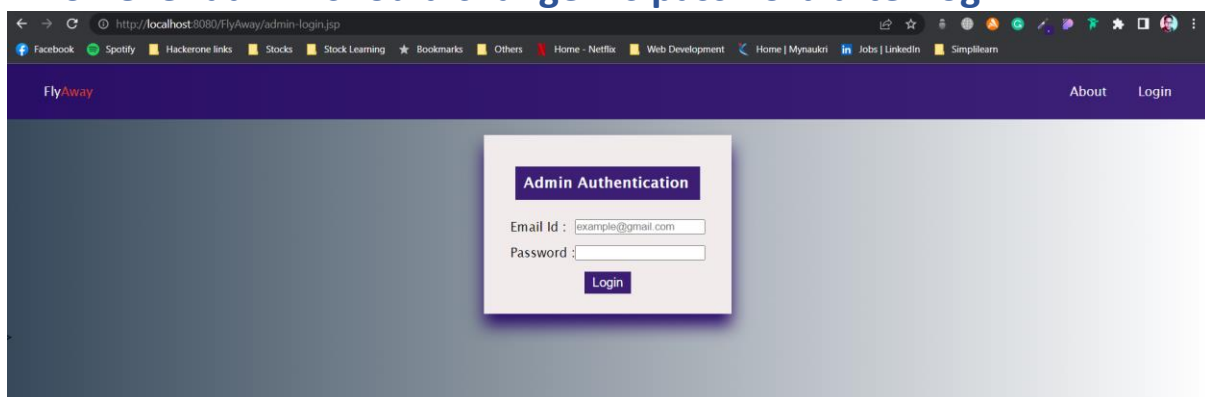 http://localhost:8080/FlyAway/admin-login.jsp
Facebook Spotify Hackerone links Stocks Stock Learning Bookmarks Others Home - Netflix Web Development Home | Mynaukri Jobs | LinkedIn Simplilearn
FlyAway About Login
Admin Authentication
Email Id : example@gmail.com
Password :
Login